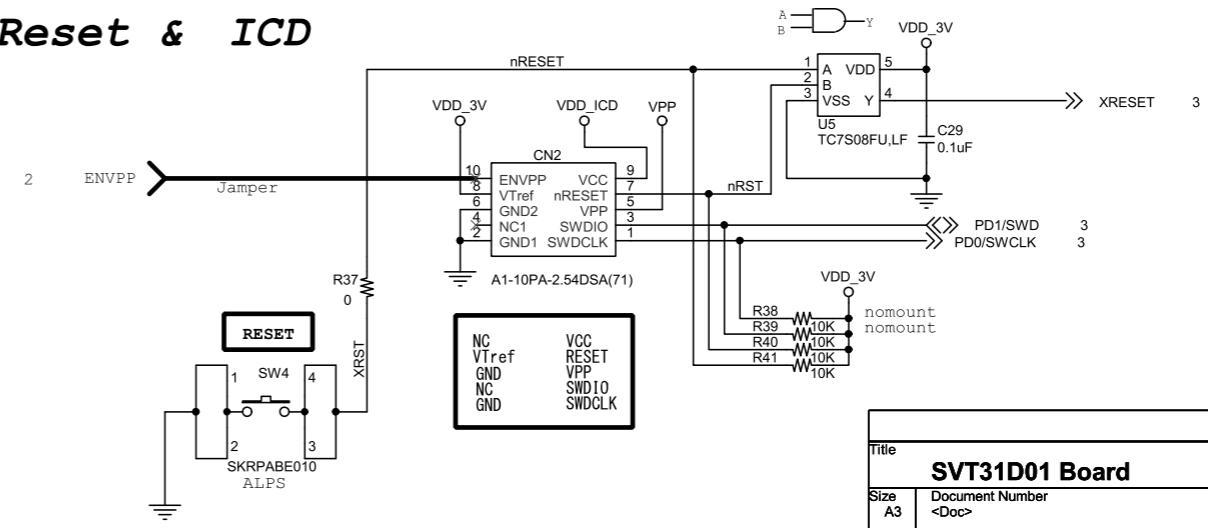 Reset & ICD
A
B
Y
VDD_3V
nRESET
1
2
3
A
B
VSS
VDD
Y
5
4
XRESET 3
U5
TC7S08FU,LF
C29
0.1uF
VDD_3V
VDD_ICD
VPP
CN2
2 ENVPP
Jamper
10
8
6
4
2
ENVPP
VTref
GND2
NC1
GND1
VCC
nRESET
VPP
SWDIO
SWDCLK
9
7
5
3
1
nRST
PD1/SWD 3
PD0/SWCLK 3
A1-10PA-2.54DSA(71)
R37
0
VDD_3V
R38
R39 10K
R40 10K
R41 10K
10K
nomount
nomount
RESET
XRST
NC VCC
VTref RESET
GND VPP
NC SWDIO
GND SWDCLK
1
SW4
4
2
3
SKRPABE010
ALPS
Title
SVT31D01 Board
Size
A3
Document Number
<Doc>